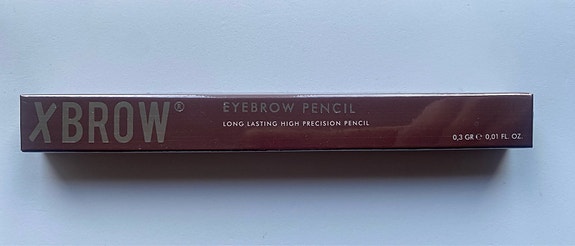 XBROW®
EYEBROW PENCIL
LONG LASTING HIGH PRECISION PENCIL
0,3 GR ℮ 0,01 FL. OZ.